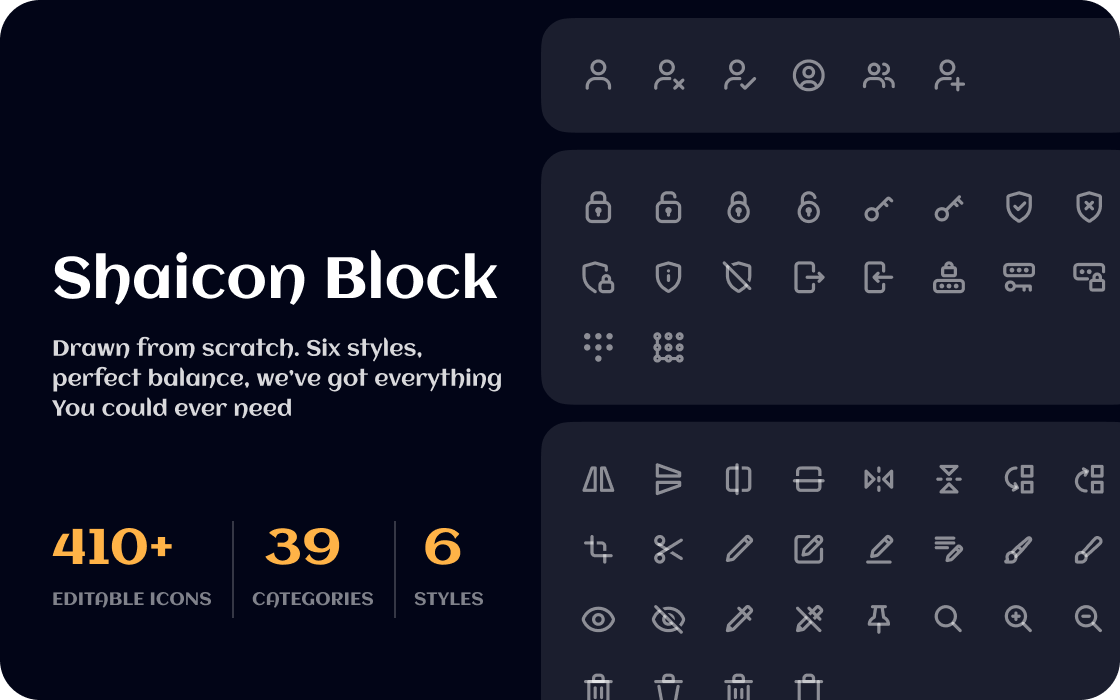 Shaicon Block
Drawn from scratch. Six styles,
perfect balance, we've got everything
You could ever need
410+
39
6
EDITABLE ICONS
CATEGORIES
STYLES